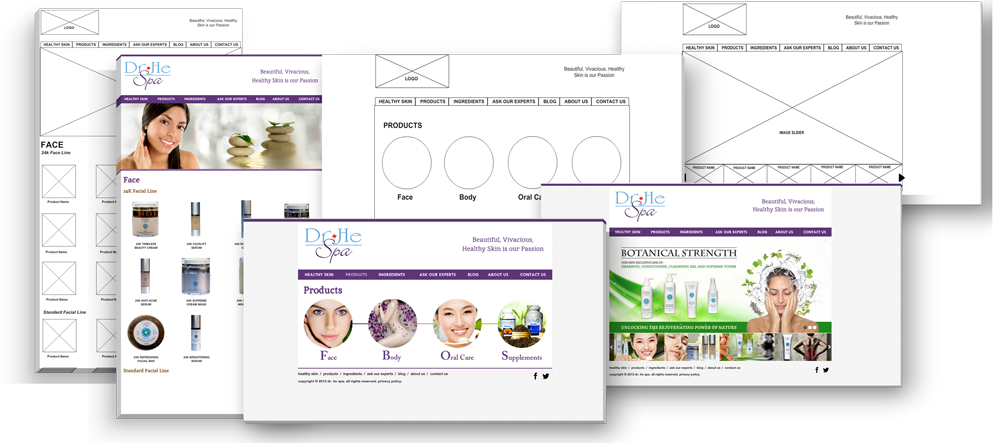 LOGO
Beautiful, Vivacious, Healthy
Skin is our Passion
HEALTHY SKIN PRODUCTS INGREDIENTS ASK OUR EXPERTS BLOG ABOUT US CONTACT US
FACE
24k Face Line
Product Name
Product Name
Product Name
Product Name
Standard Facial Line
Product Name
Dr. He
Spa
Beautiful, Vivacious,
Healthy Skin is our Passion
HEALTHY SKIN PRODUCTS INGREDIENTS ASK OUR EXPERTS BLOG ABOUT US CONTACT US
Face
24K Facial Line
24K TIMELESS
BEAUTY CREAM
24K FACELIFT
SERUM
24K ANTI-ACNE
SERUM
24K SUPREME
CREAM MASK
24K REFRESHING
FACIAL BAR
24K BRIGHTENING
SERUM
Standard Facial Line
LOGO
Beautiful, Vivacious, Healthy
Skin is our Passion
HEALTHY SKIN PRODUCTS INGREDIENTS ASK OUR EXPERTS BLOG ABOUT US CONTACT US
PRODUCTS
Face Body Oral Ca
LOGO
Beautiful, Vivacious, Healthy
Skin is our Passion
HEALTHY SKIN PRODUCTS INGREDIENTS ASK OUR EXPERTS BLOG ABOUT US CONTACT US
IMAGE SLIDER
PRODUCT NAME PRODUCT NAME PRODUCT NAME PRODUCT NAME PRODUCT NAME
Dr. He
Spa
Beautiful, Vivacious,
Healthy Skin is our Passion
HEALTHY SKIN PRODUCTS INGREDIENTS ASK OUR EXPERTS BLOG ABOUT US CONTACT US
Products
Face Body Oral Care Supplements
healthy skin / products / ingredients / ask our experts / blog / about us / contact us
copyright © 2013 dr. he spa. all rights reserved. privacy policy.
Dr. He
Spa
Beautiful, Vivacious,
Healthy Skin is our Passion
HEALTHY SKIN PRODUCTS INGREDIENTS ASK OUR EXPERTS BLOG ABOUT US CONTACT US
BOTANICAL STRENGTH
OUR NEW EXCLUSIVE LINE OF:
SHAMPOO, CONDITIONER, CLEANSING GEL AND SUPREME TONER
UNLOCKING THE REJUVENATING POWER OF NATURE
healthy skin / products / ingredients / ask our experts / blog / about us / contact us
copyright © 2013 dr. he spa. all rights reserved. privacy policy.